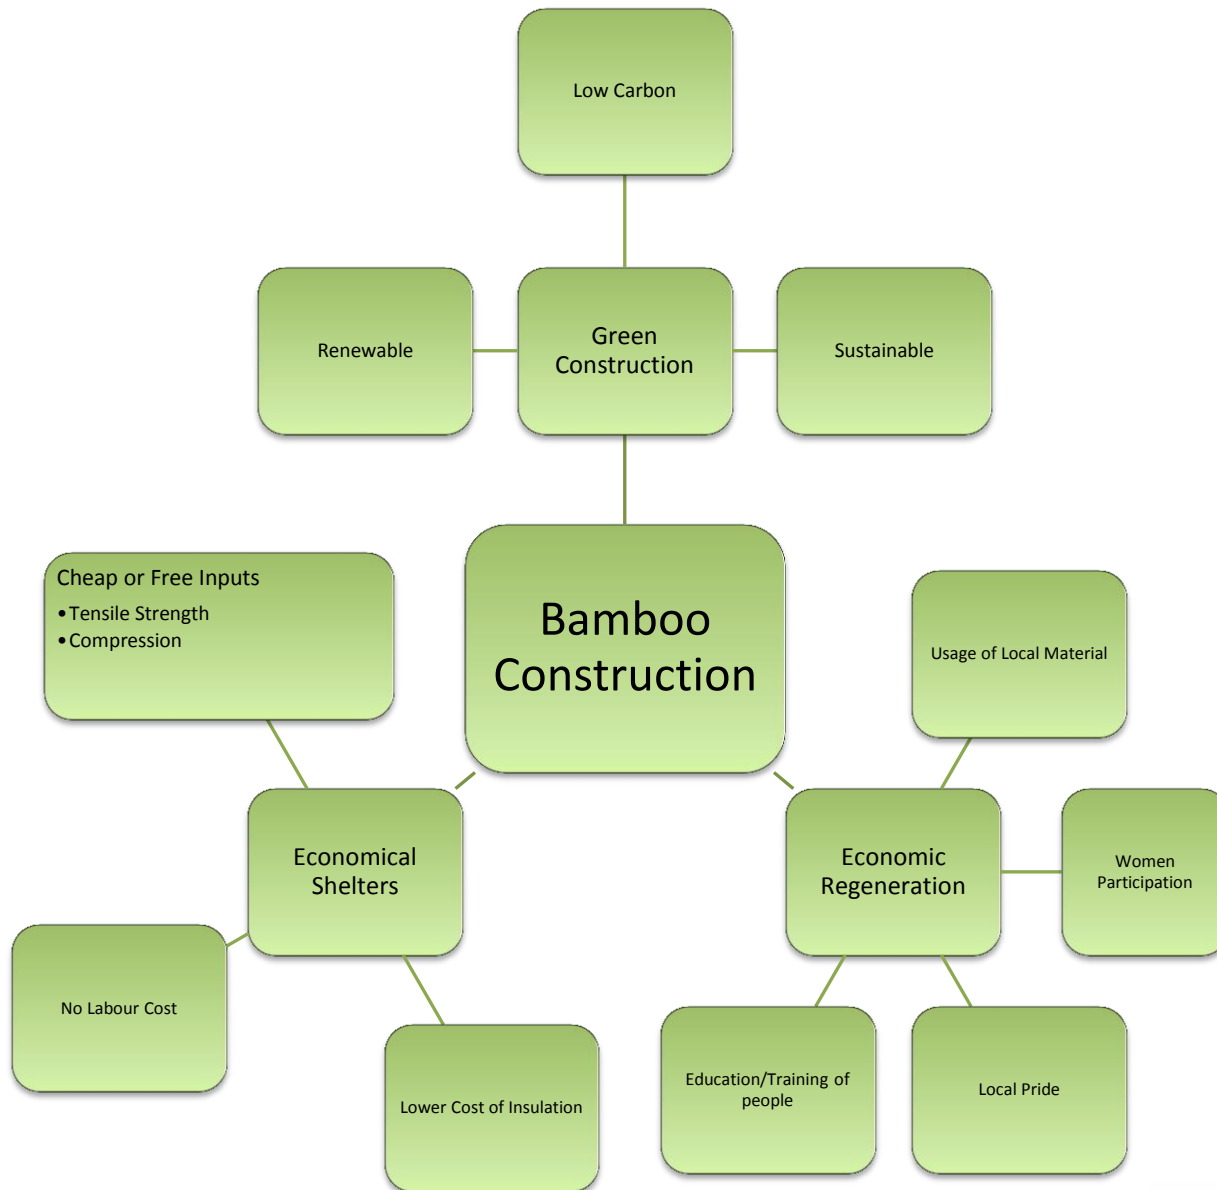 Low Carbon
Renewable
Green
Construction
Sustainable
Cheap or Free Inputs
•Tensile Strength
•Compression
Bamboo
Construction
Usage of Local Material
Economical
Shelters
Economic
Regeneration
Women
Participation
No Labour Cost
Lower Cost of Insulation
Education/Training of
people
Local Pride